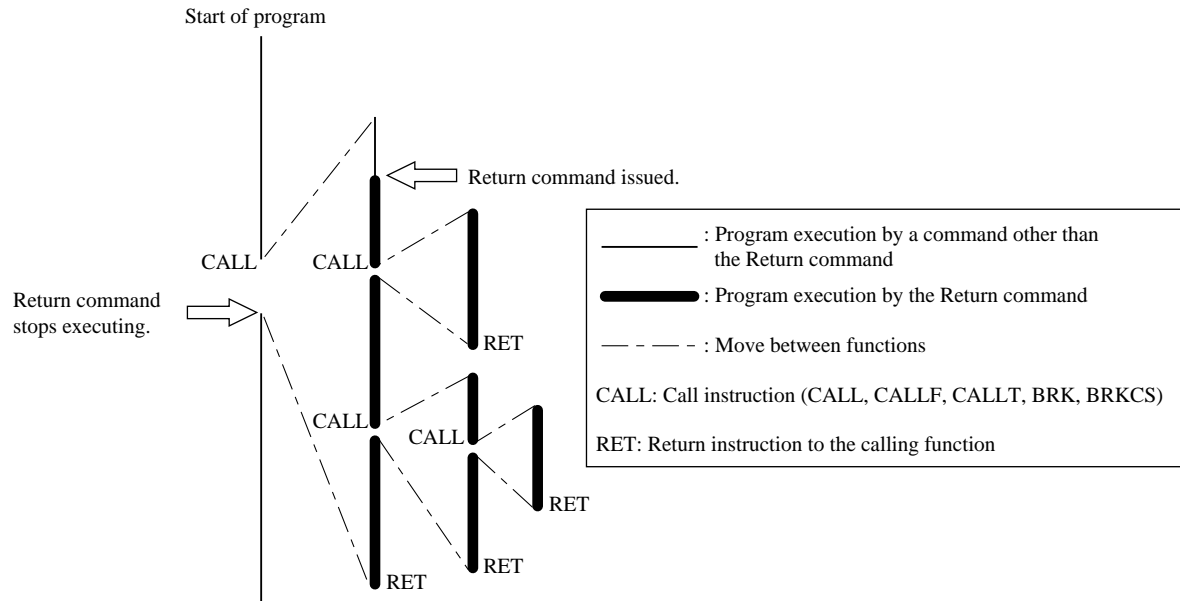 Start of program
Return command issued.
CALL
CALL
Return command
stops executing.
RET
CALL
CALL
RET
RET
RET
: Program execution by a command other than
the Return command
: Program execution by the Return command
: Move between functions
CALL: Call instruction (CALL, CALLF, CALLT, BRK, BRKCS)
RET: Return instruction to the calling function